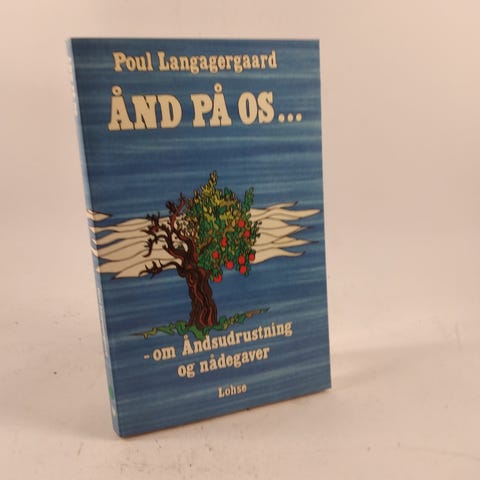 Poul Langagergaard
ÅND PÅ OS...
- om Åndsudrustning
og nådegaver
Lohse